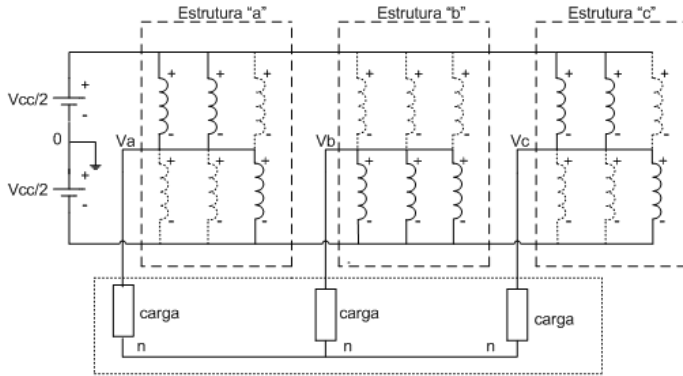 Estrutura "a" Estrutura "b" Estrutura "c"
+ + + + + + + + + +
Vcc/2
- - - - - - - - - -
0 Va Vb Vc
+ + + + + + + + + +
Vcc/2
- - - - - - - - - -
carga carga carga
n n n